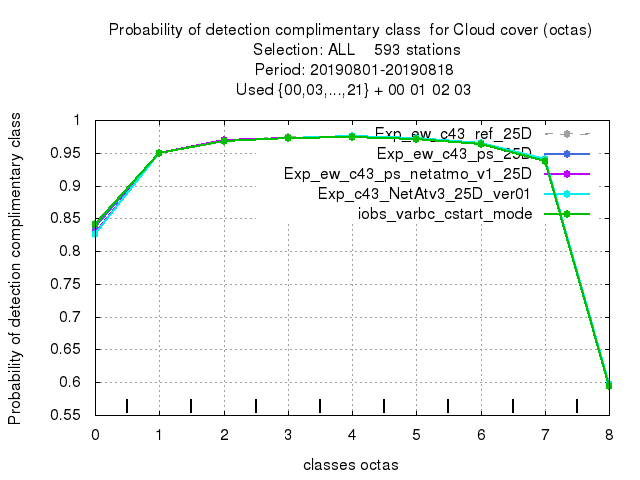 Probability of detection complimentary class  for Cloud cover (octas)
Selection: ALL    593 stations
Period: 20190801-20190818
Used {00,03,...,21} + 00 01 02 03
Probability of detection complimentary class
1
0.95
0.9
0.85
0.8
0.75
0.7
0.65
0.6
0.55
Exp_ew_c43_ref_25D
Exp_ew_c43_ps_25D
Exp_ew_c43_ps_netatmo_v1_25D
Exp_c43_NetAtv3_25D_ver01
iobs_varbc_cstart_mode
0 1 2 3 4 5 6 7 8
classes octas